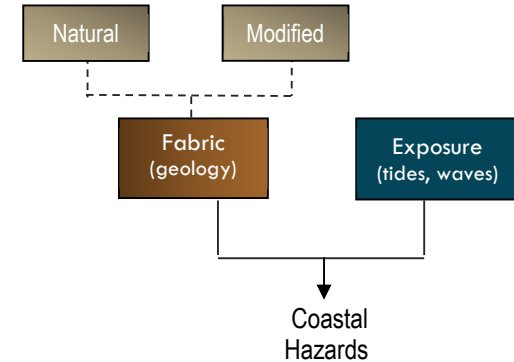 Natural
Modified
Fabric
(geology)
Exposure
(tides, waves)
Coastal
Hazards